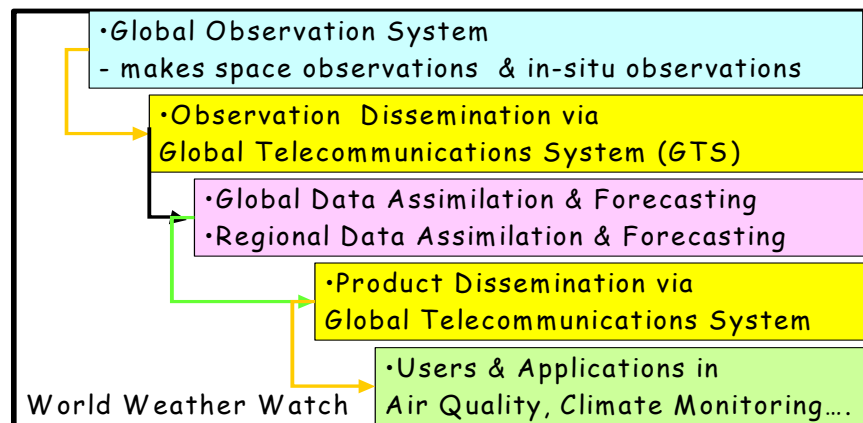 •Global Observation System
- makes space observations & in-situ observations
•Observation Dissemination via
Global Telecommunications System (GTS)
•Global Data Assimilation & Forecasting
•Regional Data Assimilation & Forecasting
•Product Dissemination via
Global Telecommunications System
•Users & Applications in
Air Quality, Climate Monitoring….
World Weather Watch